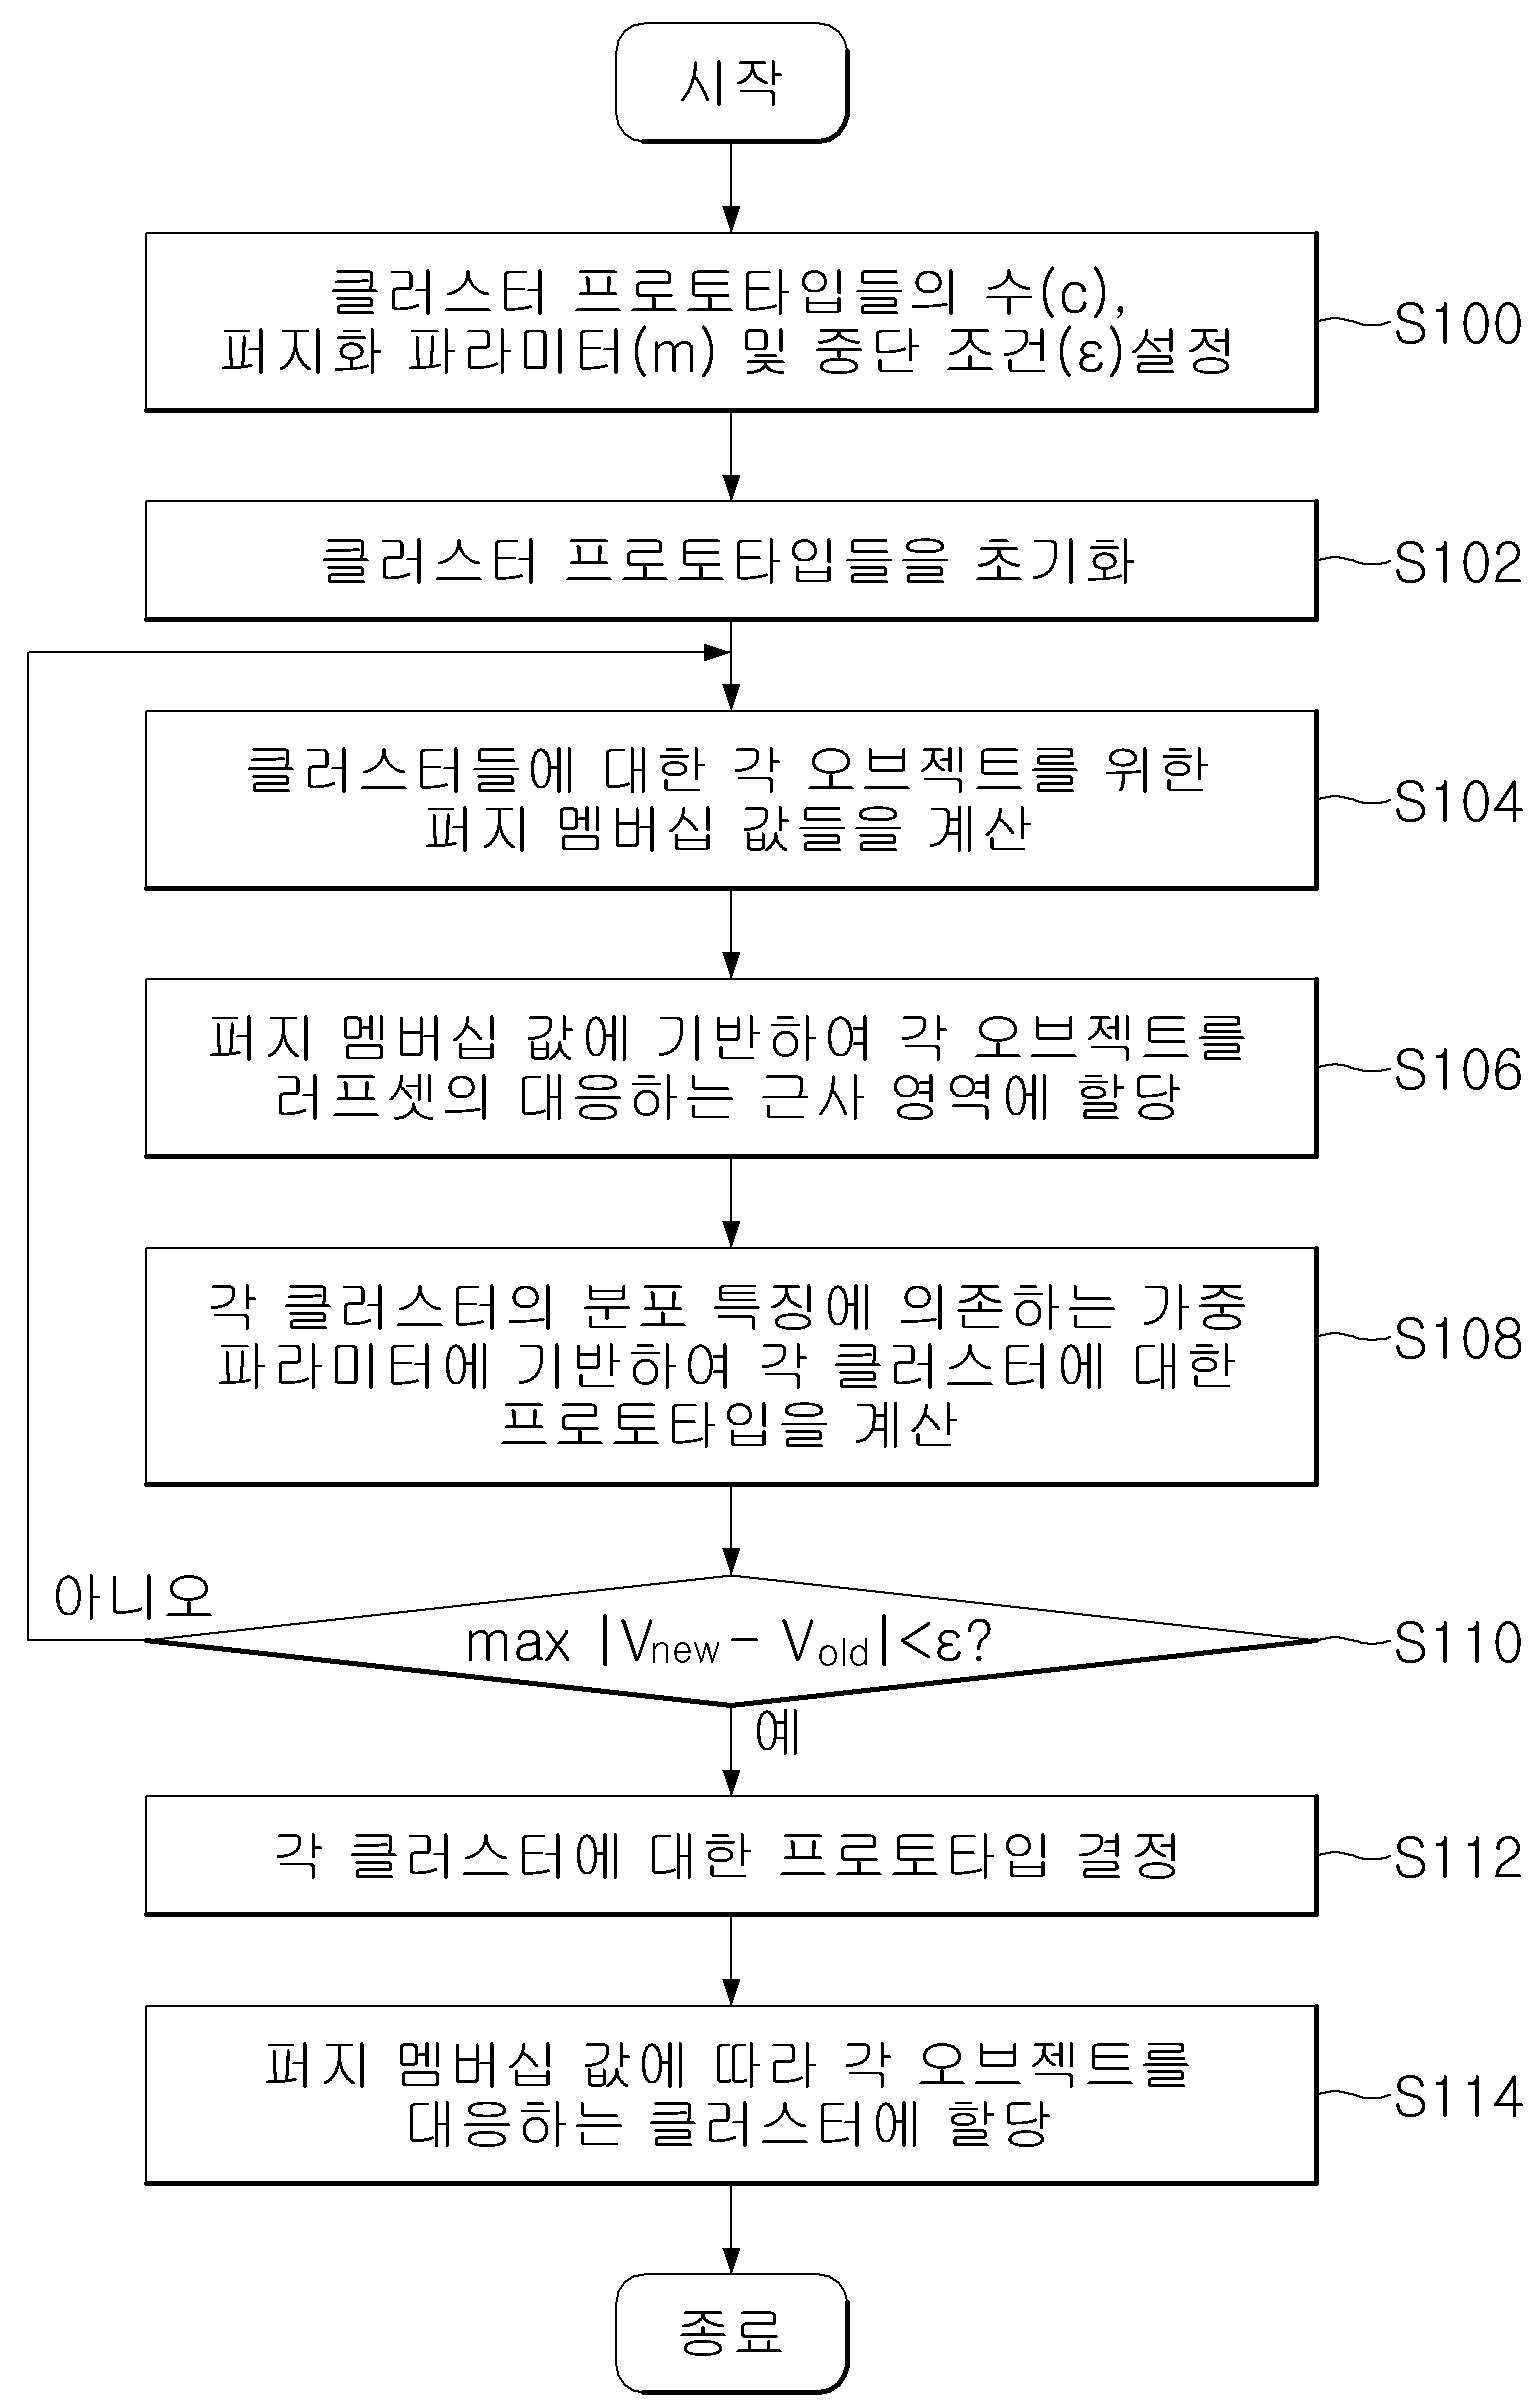 시작
클러스터 프로토타입들의 수(c),
퍼지화 파라미터(m) 및 중단 조건(ε)설정
S100
클러스터 프로토타입들을 초기화
S102
클러스터들에 대한 각 오브젝트를 위한
퍼지 멤버십 값들을 계산
S104
퍼지 멤버십 값에 기반하여 각 오브젝트를
러프셋의 대응하는 근사 영역에 할당
S106
각 클러스터의 분포 특징에 의존하는 가중
파라미터에 기반하여 각 클러스터에 대한
프로토타입을 계산
S108
아니오
max |Vnew - Vold|<ε?
S110
예
각 클러스터에 대한 프로토타입 결정
S112
퍼지 멤버십 값에 따라 각 오브젝트를
대응하는 클러스터에 할당
S114
종료